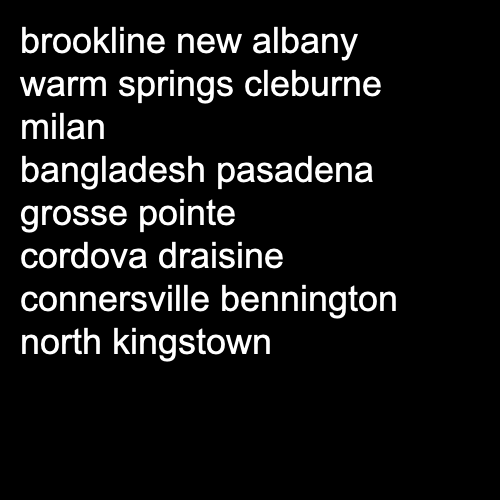 brookline new albany
warm springs cleburne
milan
bangladesh pasadena
grosse pointe
cordova draisine
connersville bennington
north kingstown